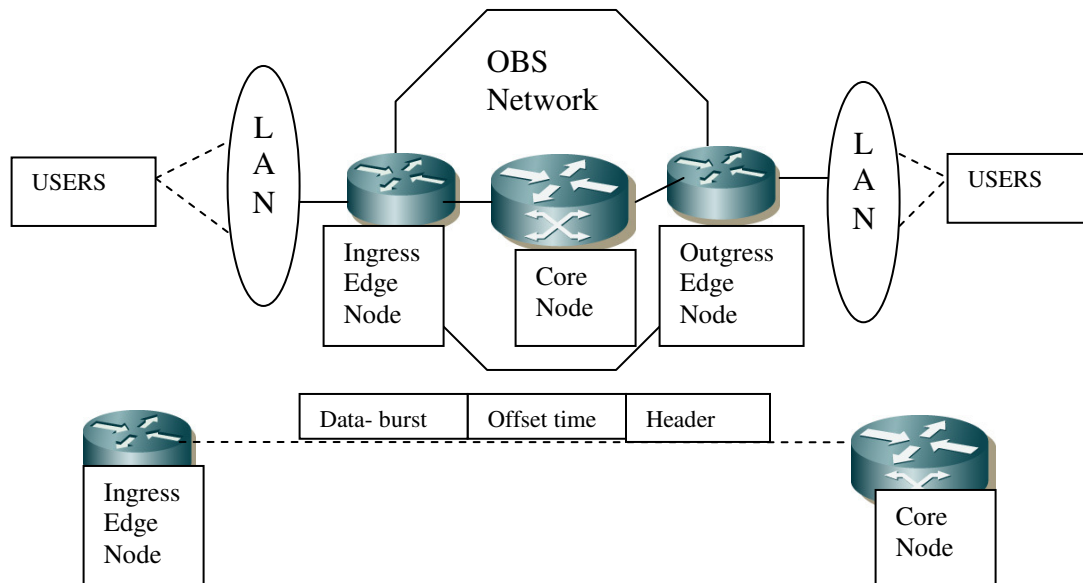 OBS
Network
L
A
N
L
A
N
USERS
USERS
Ingress
Edge
Node
Core
Node
Outgress
Edge
Node
Data- burst
Offset time
Header
Ingress
Edge
Node
Core
Node